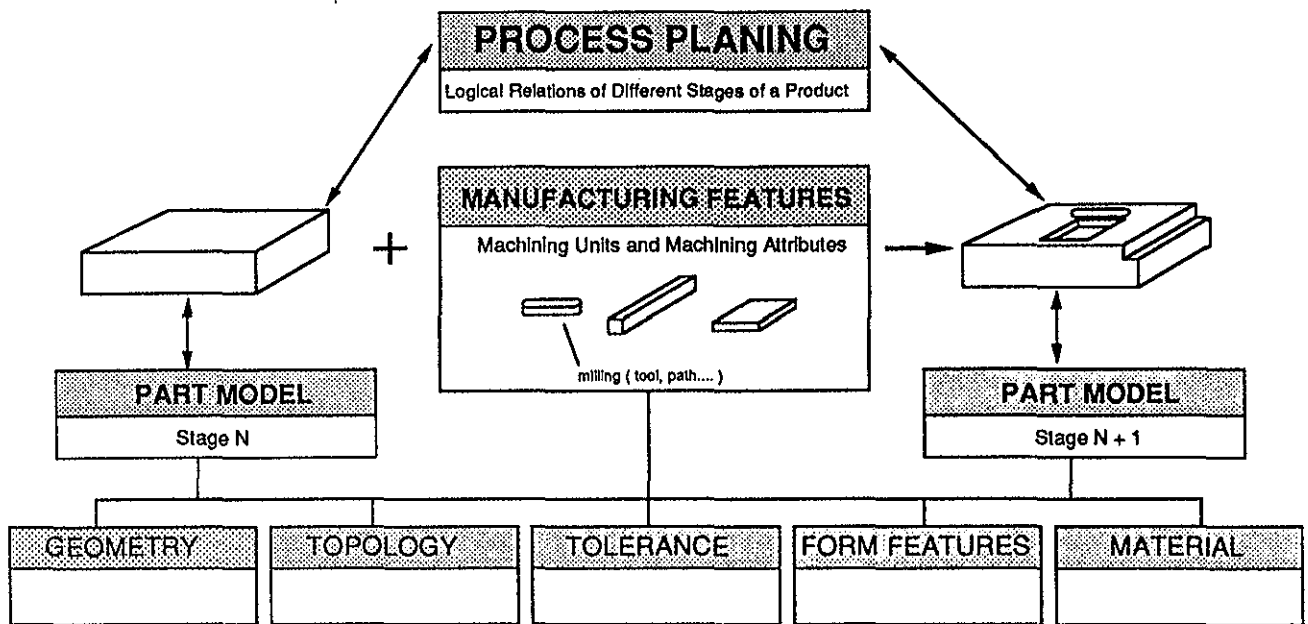 PROCESS PLANING
Logical Relations of Different Stages of a Product
MANUFACTURING FEATURES
Machining Units and Machining Attributes
+
milling ( tool, path.... )
PART MODEL
Stage N
PART MODEL
Stage N + 1
GEOMETRY
TOPOLOGY
TOLERANCE
FORM FEATURES
MATERIAL